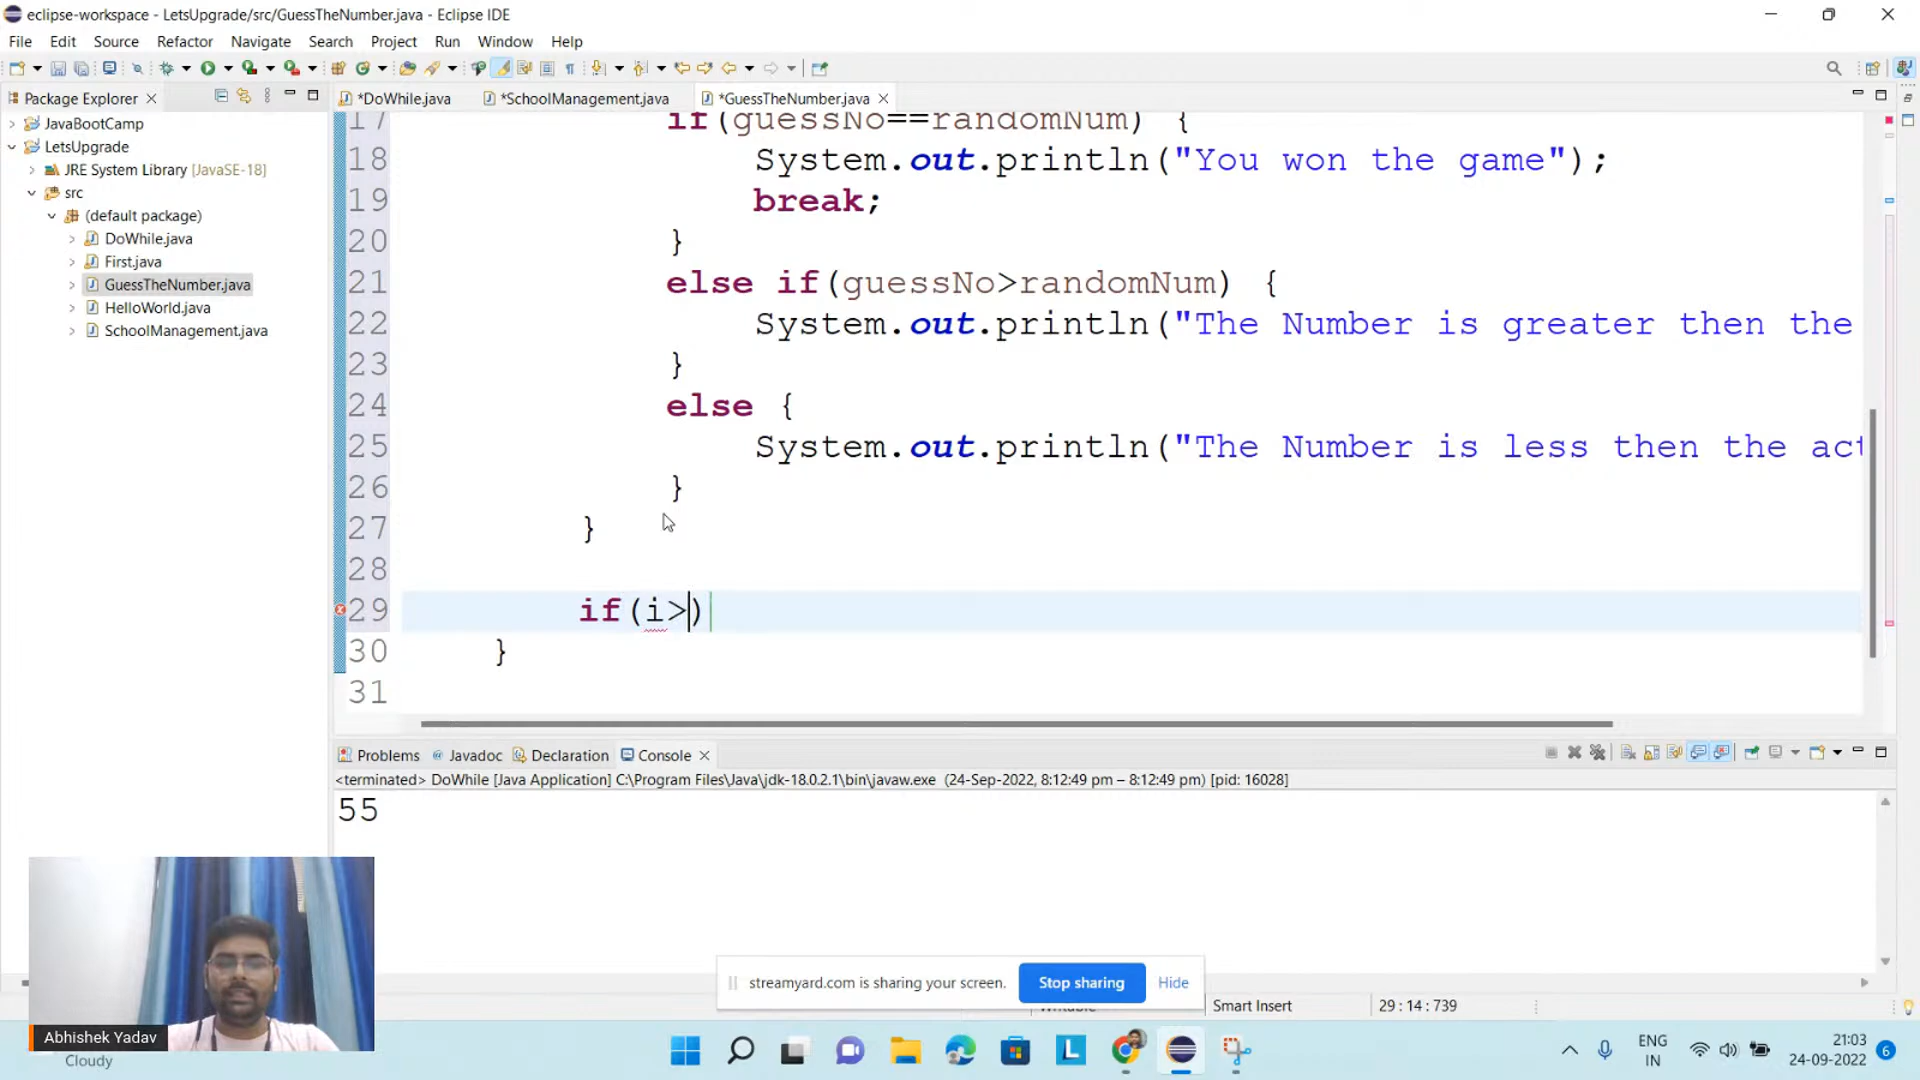 eclipse-workspace - LetsUpgrade/src/GuessTheNumber.java - Eclipse IDE
File Edit Source Refactor Navigate Search Project Run Window Help
Package Explorer
*DoWhile.java *SchoolManagement.java *GuessTheNumber.java
JavaBootCamp
LetsUpgrade
JRE System Library [JavaSE-18]
src
(default package)
DoWhile.java
First.java
GuessTheNumber.java
HelloWorld.java
SchoolManagement.java
17 if(guessNo==randomNum) {
18 System.out.println("You won the game");
19 break;
20 }
21 else if(guessNo>randomNum) {
22 System.out.println("The Number is greater then the
23 }
24 else {
25 System.out.println("The Number is less then the act
26 }
27 }
28
29 if(i>)
30 }
31
Problems Javadoc Declaration Console
<terminated> DoWhile [Java Application] C:\Program Files\Java\jdk-18.0.2.1\bin\javaw.exe (24-Sep-2022, 8:12:49 pm – 8:12:49 pm) [pid: 16028]
55
streamyard.com is sharing your screen. Stop sharing Hide
Smart Insert 29 : 14 : 739
Abhishek Yadav
Cloudy
ENG
IN
21:03
24-09-2022
6